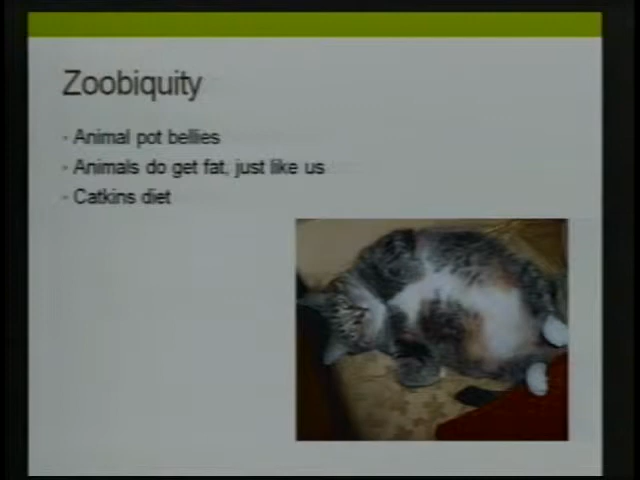 Zoobiquity
- Animal pot bellies
- Animals do get fat, just like us
- Catkins diet